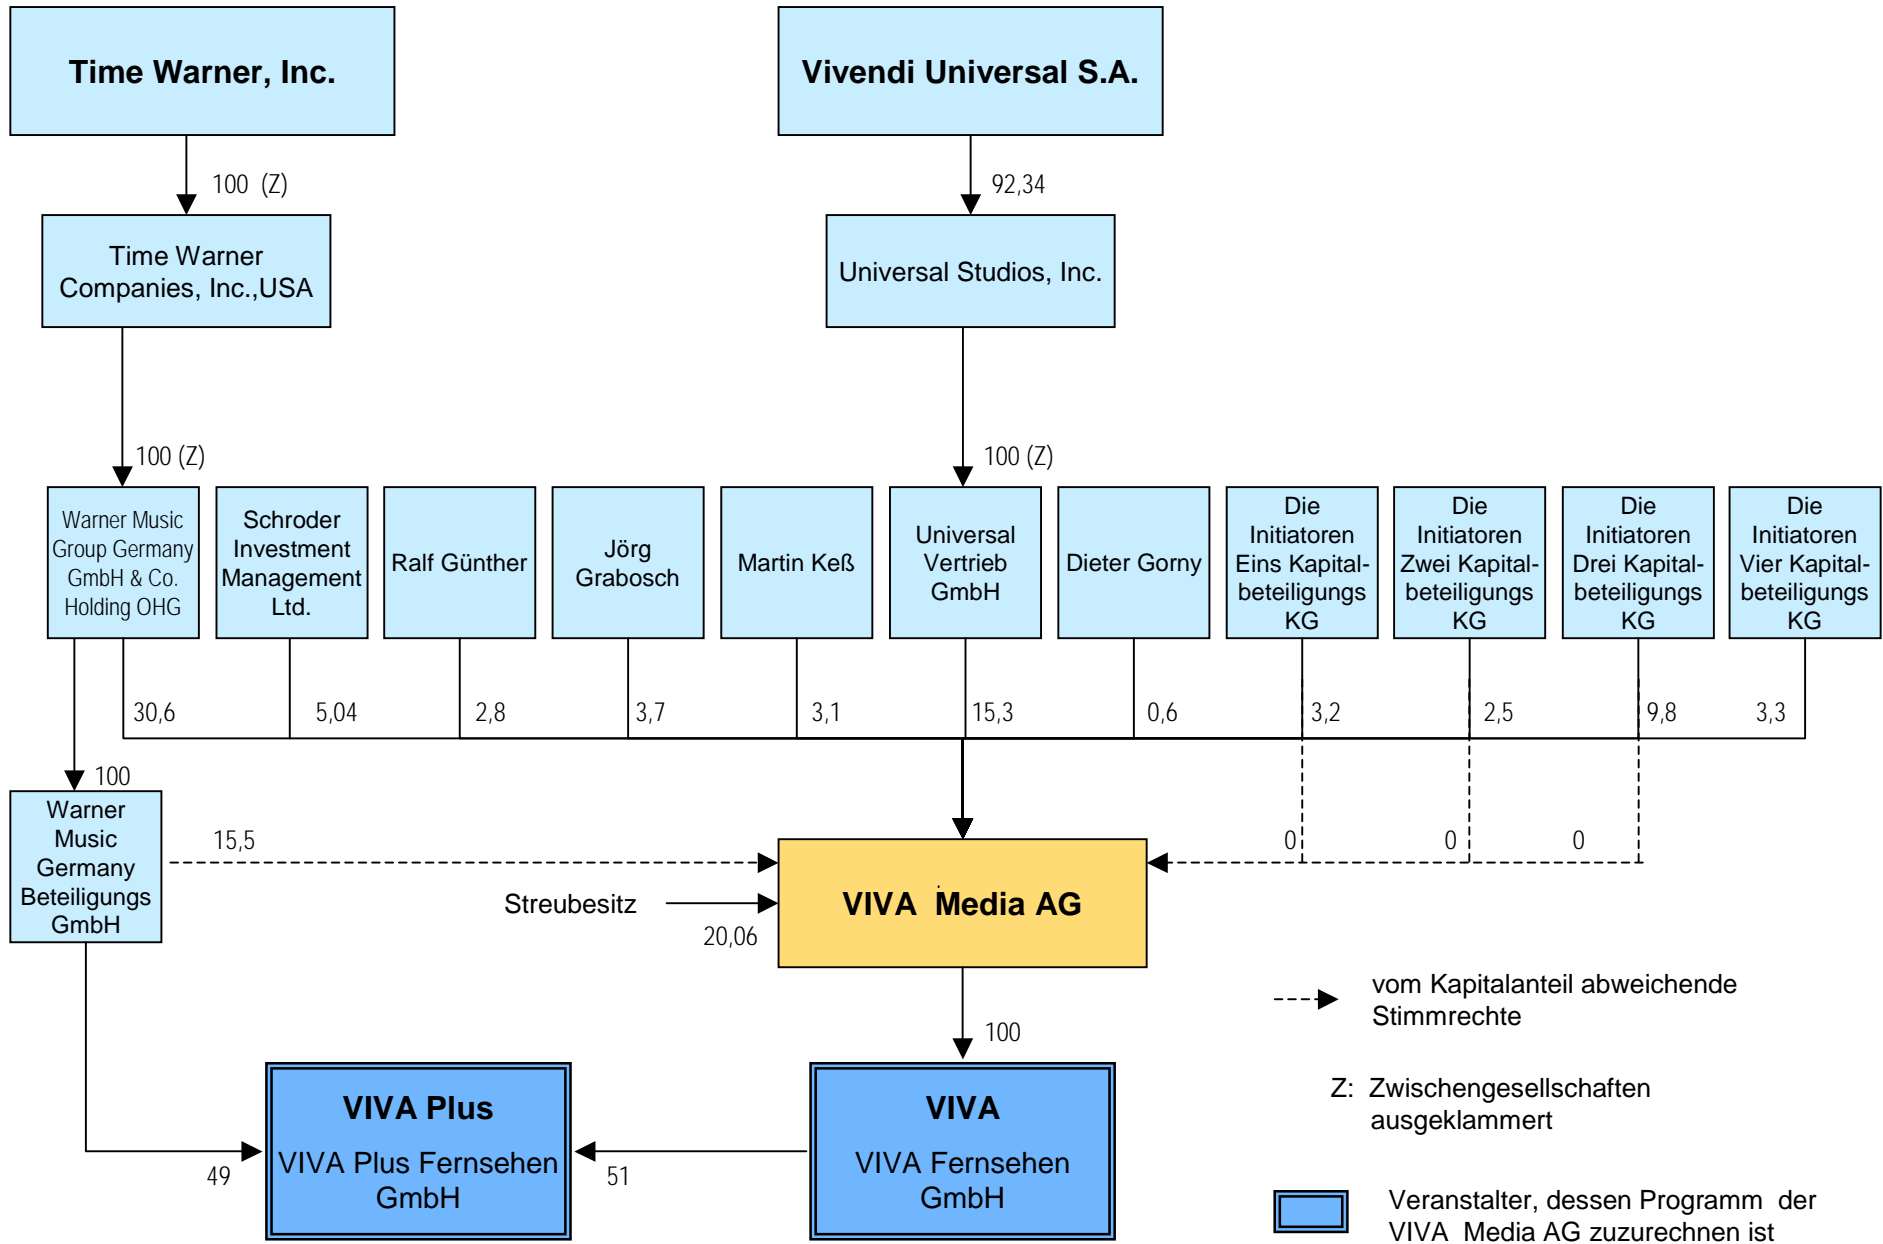 Time Warner, Inc.
Vivendi Universal S.A.
100 (Z)
92,34
Time Warner
Companies, Inc.,USA
Universal Studios, Inc.
100 (Z)
100 (Z)
Warner Music
Group Germany
GmbH & Co.
Holding OHG
Schroder
Investment
Management
Ltd.
Ralf Günther
Jörg
Grabosch
Martin Keß
Universal
Vertrieb
GmbH
Dieter Gorny
Die
Initiatoren
Eins Kapital-
beteiligungs
KG
Die
Initiatoren
Zwei Kapital-
beteiligungs
KG
Die
Initiatoren
Drei Kapital-
beteiligungs
KG
Die
Initiatoren
Vier Kapital-
beteiligungs
KG
30,6
5,04
2,8
3,7
3,1
15,3
0,6
3,2
2,5
9,8
3,3
100
Warner
Music
Germany
Beteiligungs
GmbH
15,5
0
0
0
Streubesitz
20,06
VIVA Media AG
vom Kapitalanteil abweichende
Stimmrechte
100
Z: Zwischengesellschaften
ausgeklammert
VIVA Plus
VIVA Plus Fernsehen
GmbH
VIVA
VIVA Fernsehen
GmbH
49
51
Veranstalter, dessen Programm der
VIVA Media AG zuzurechnen ist